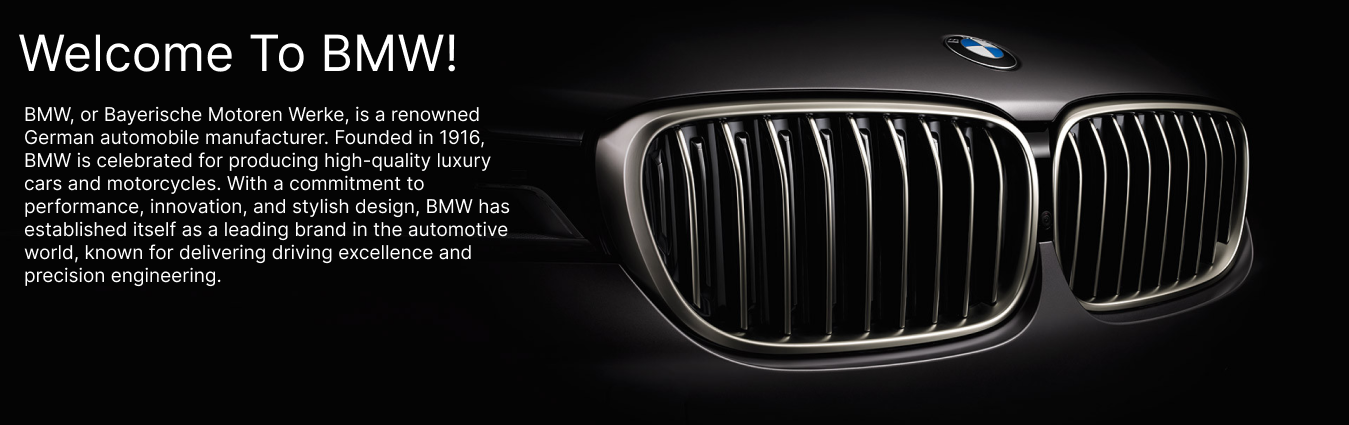 Welcome To BMW!
BMW, or Bayerische Motoren Werke, is a renowned
German automobile manufacturer. Founded in 1916,
BMW is celebrated for producing high-quality luxury
cars and motorcycles. With a commitment to
performance, innovation, and stylish design, BMW has
established itself as a leading brand in the automotive
world, known for delivering driving excellence and
precision engineering.